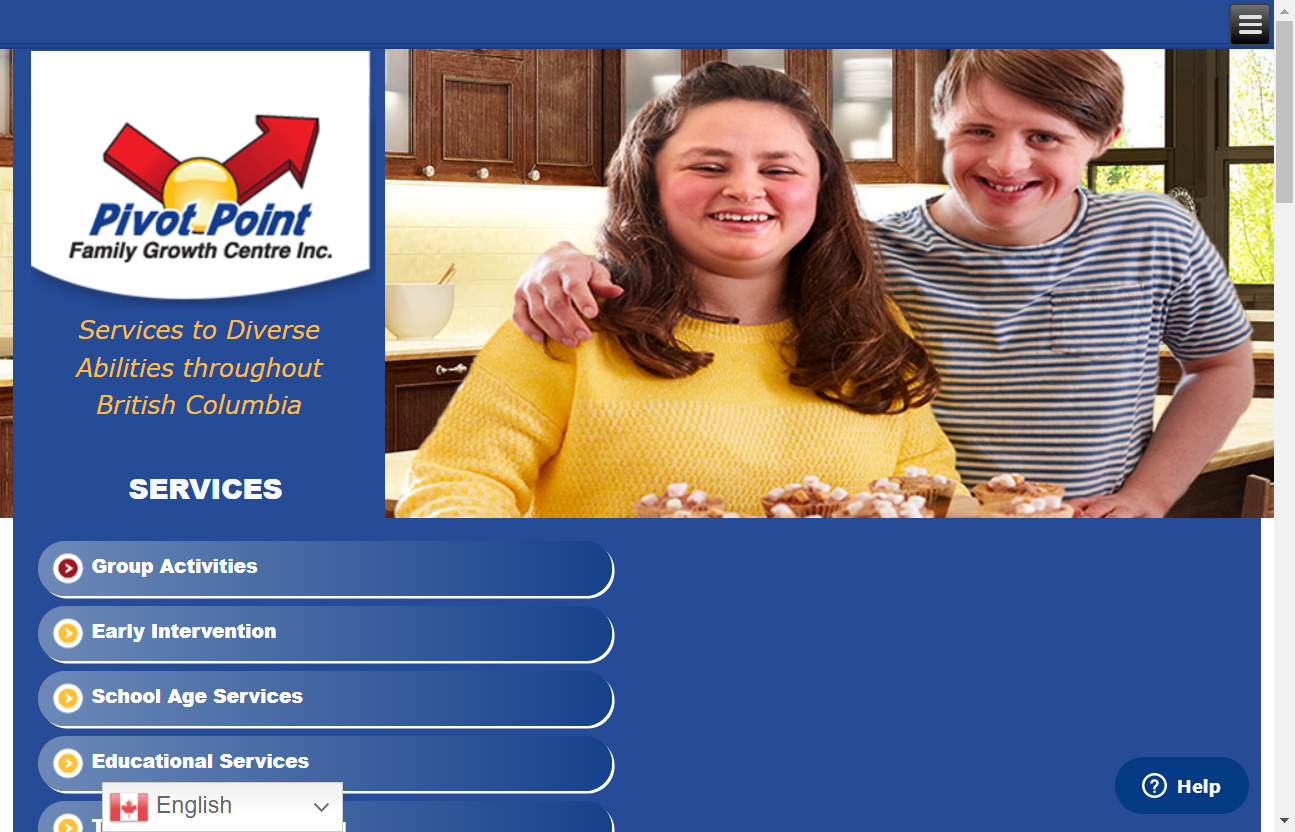 Pivot Point
Family Growth Centre Inc.
Services to Diverse
Abilities throughout
British Columbia
SERVICES
Group Activities
Early Intervention
School Age Services
Educational Services
English
Help